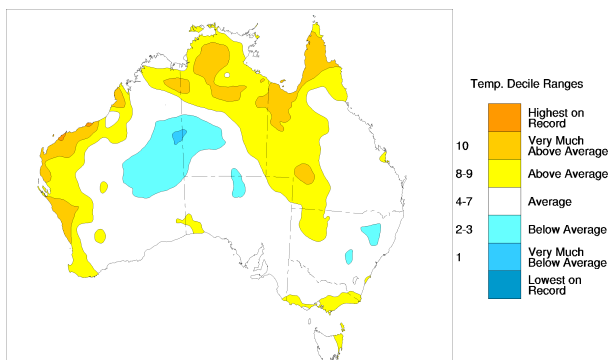 Temp. Decile Ranges
Highest on
Record
10
Very Much
Above Average
8-9
Above Average
4-7
Average
2-3
Below Average
1
Very Much
Below Average
Lowest on
Record